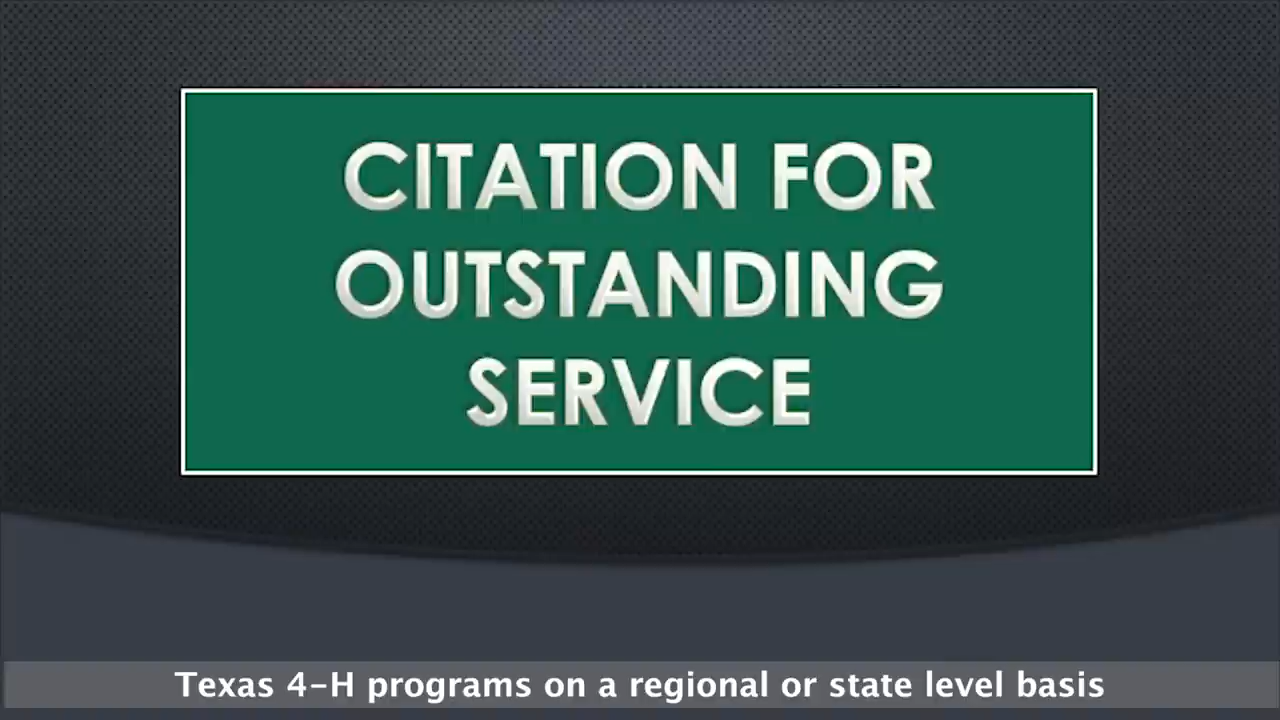 CITATION FOR
OUTSTANDING
SERVICE
Texas 4-H programs on a regional or state level basis